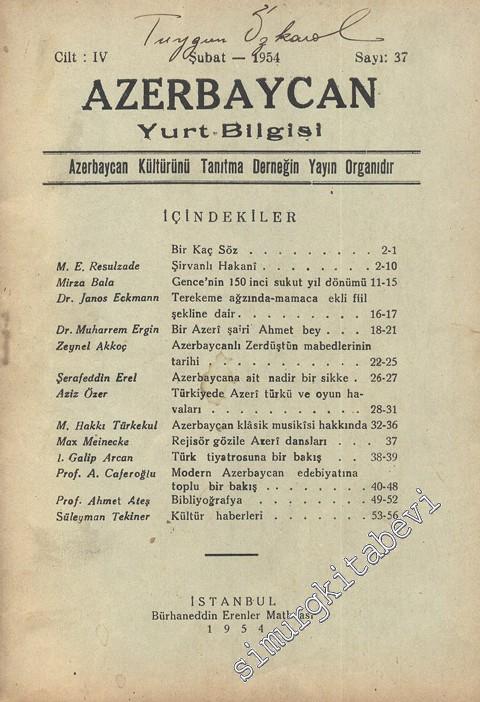 Tuygun Özkarol
Cilt : IV Şubat — 1954 Sayı: 37
AZERBAYCAN
Yurt Bilgisi
Azerbaycan Kültürünü Tanıtma Derneğin Yayın Organıdır
İÇİNDEKİLER
Bir Kaç Söz . . . . . . . . . 2-1
M. E. Resulzade Şirvanlı Hakanî . . . . . . . . 2-10
Mirza Bala Gence'nin 150 inci sukut yıl dönümü 11-15
Dr. Janos Eckmann Terekeme ağzında-mamaca ekli fiil
şekline dair . . . . . . . . . 16-17
Dr. Muharrem Ergin Bir Azerî şairi Ahmet bey . . . 18-21
Zeynel Akkoç Azerbaycanlı Zerdüştün mabedlerinin
tarihi . . . . . . . . . . . 22-25
Şerafeddin Erel Azerbaycana ait nadir bir sikke . 26-27
Aziz Özer Türkiyede Azerî türkü ve oyun ha-
vaları . . . . . . . . . . . 28-31
M. Hakkı Türkekul Azerbaycan klâsik musikîsi hakkında 32-36
Max Meinecke Rejisör gözile Azerî dansları . . . 37
İ. Galip Arcan Türk tiyatrosuna bir bakış . . 38-39
Prof. A. Caferoğlu Modern Azerbaycan edebiyatına
toplu bir bakış . . . . . . . . 40-48
Prof. Ahmet Ateş Bibliyoğrafya . . . . . . . . 49-52
Süleyman Tekiner Kültür haberleri . . . . . . . 53-56
İSTANBUL
Bürhaneddin Erenler Matbaası
1954
simurgkitabevi